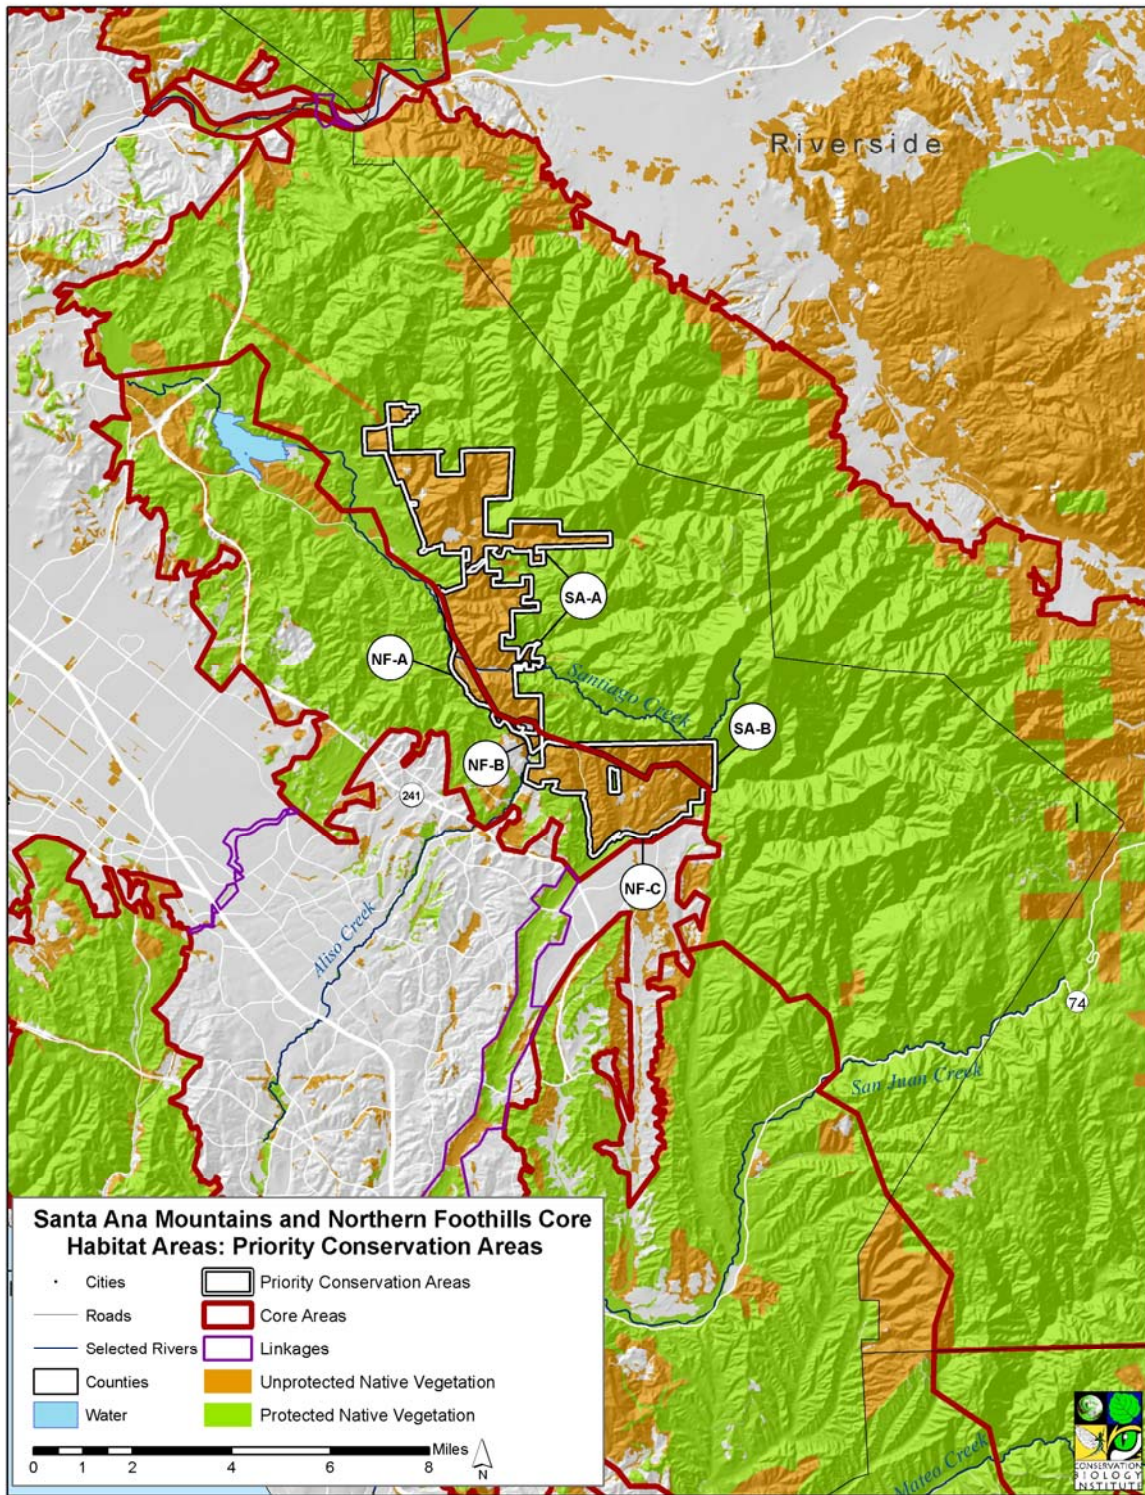 Riverside
SA-A
NF-A
Santiago Creek
SA-B
NF-B
241
NF-C
Aliso Creek
74
San Juan Creek
Santa Ana Mountains and Northern Foothills Core
Habitat Areas: Priority Conservation Areas
Cities
Priority Conservation Areas
Roads
Core Areas
Selected Rivers
Linkages
Counties
Unprotected Native Vegetation
Water
Protected Native Vegetation
Miles
0 1 2 4 6 8
N
Mateo Creek
CONSERVATION
BIOLOGY
INSTITUTE